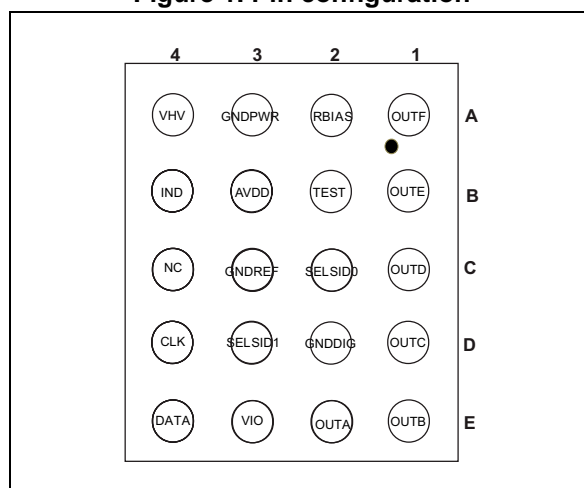 Figure 1. Pin configuration
4 3 2 1
VHV GNDPWR RBIAS OUTF A
IND AVDD TEST OUTE B
NC GNDREF SELSID0 OUTD C
CLK SELSID1 GNDDIG OUTC D
DATA VIO OUTA OUTB E